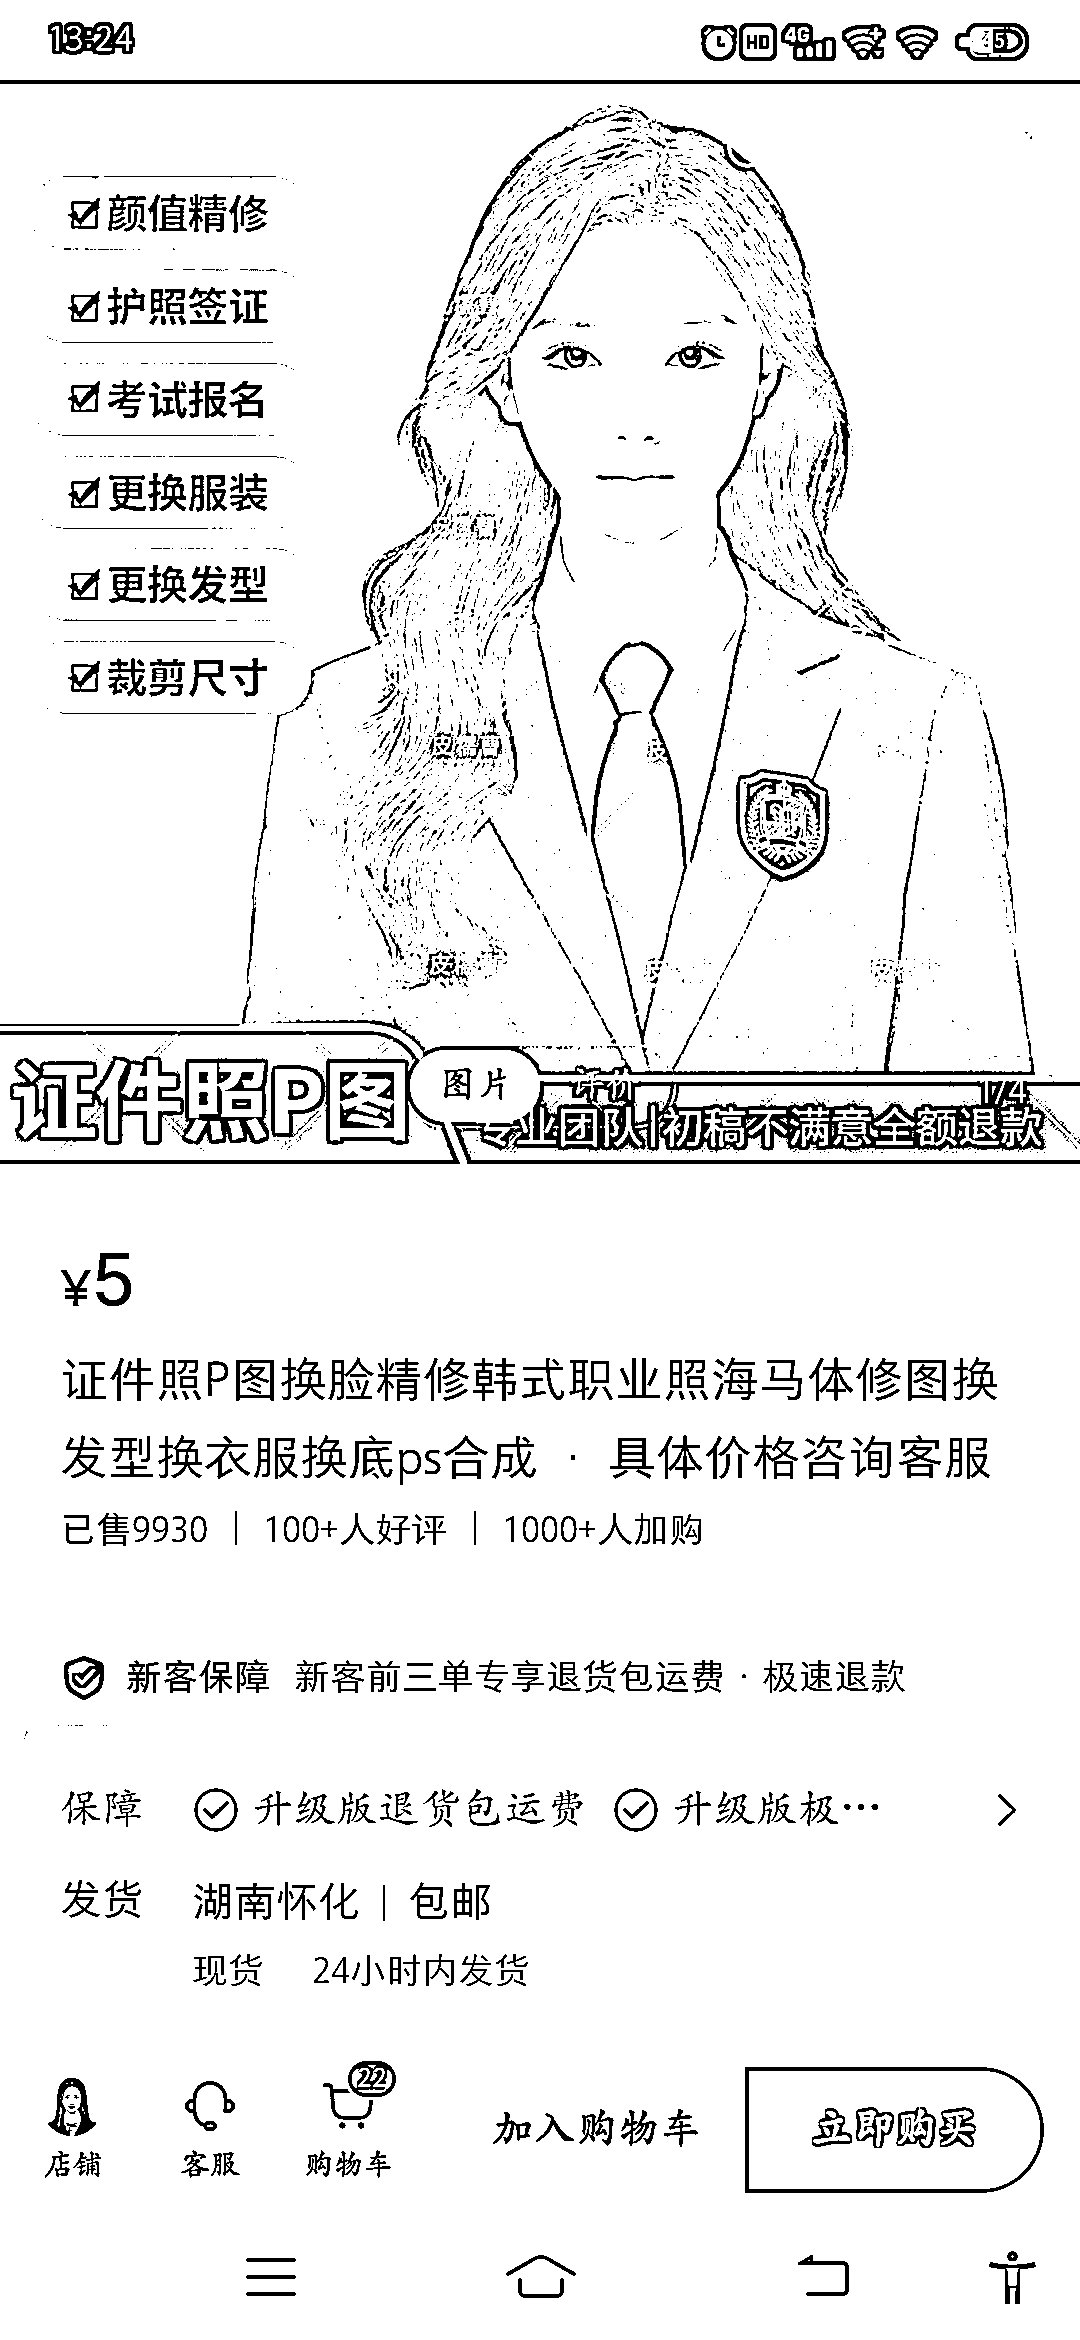 13:24
HD 4G 45
颜值精修
护照签证
考试报名
更换服装
更换发型
裁剪尺寸
证件照P图
图片
评价
1/4
专业团队|初稿不满意全额退款
¥5
证件照P图换脸精修韩式职业照海马体修图换
发型换衣服换底ps合成 · 具体价格咨询客服
已售9930 | 100+人好评 | 1000+人加购
新客保障 新客前三单专享退货包运费 · 极速退款
保障 升级版退货包运费 升级版极…
发货 湖南怀化 | 包邮
现货 24小时内发货
22
店铺 客服 购物车 加入购物车 立即购买